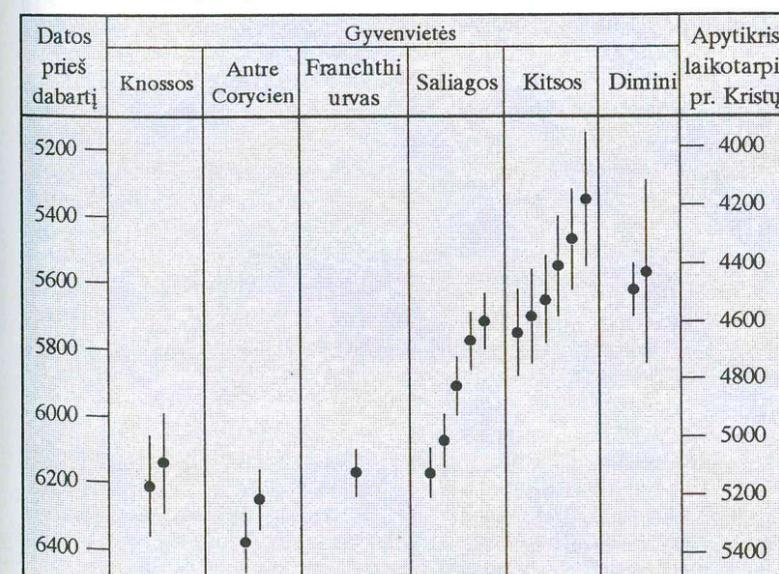 Datos
prieš
dabartį
Gyvenvietės
Knossos
Antre
Corycien
Franchthi
urvas
Saliagos
Kitsos
Dimini
Apytikris
laikotarpi
pr. Kristų
5200
5400
5600
5800
6000
6200
6400
4000
4200
4400
4600
4800
5000
5200
5400